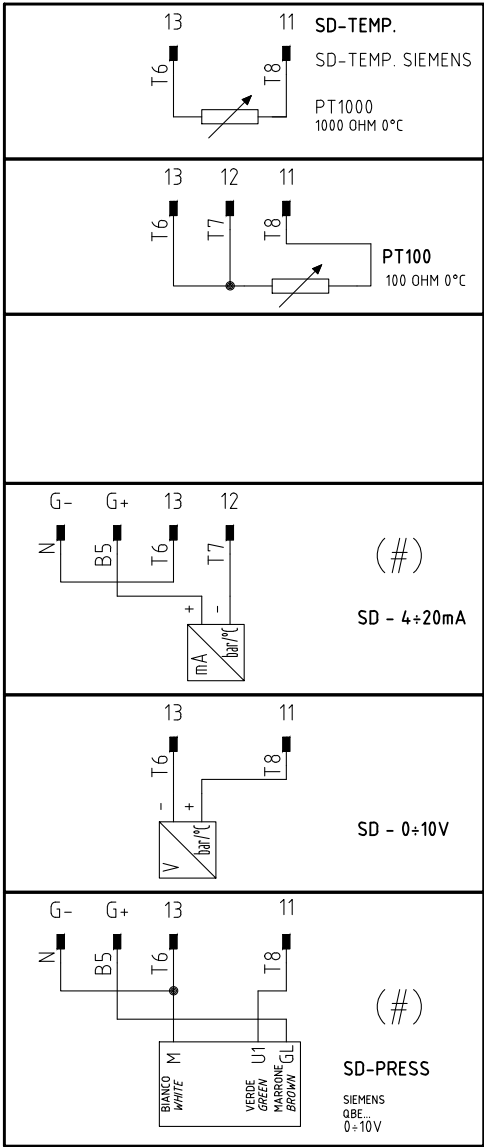 13 11 SD-TEMP.
T6 T8 SD-TEMP. SIEMENS
PT1000
1000 OHM 0°C
13 12 11
T6 T7 T8
PT100
100 OHM 0°C
G- G+ 13 12
N B5 T6 T7
(#)
+ -
mA bar/°C
SD - 4÷20mA
13 11
T6 T8
- +
V bar/°C
SD - 0÷10V
G- G+ 13 11
N B5 T6 T8
(#)
M U1 GL
BIANCO
WHITE
VERDE
GREEN
MARRONE
BROWN
SD-PRESS
SIEMENS
QBE...
0÷10V